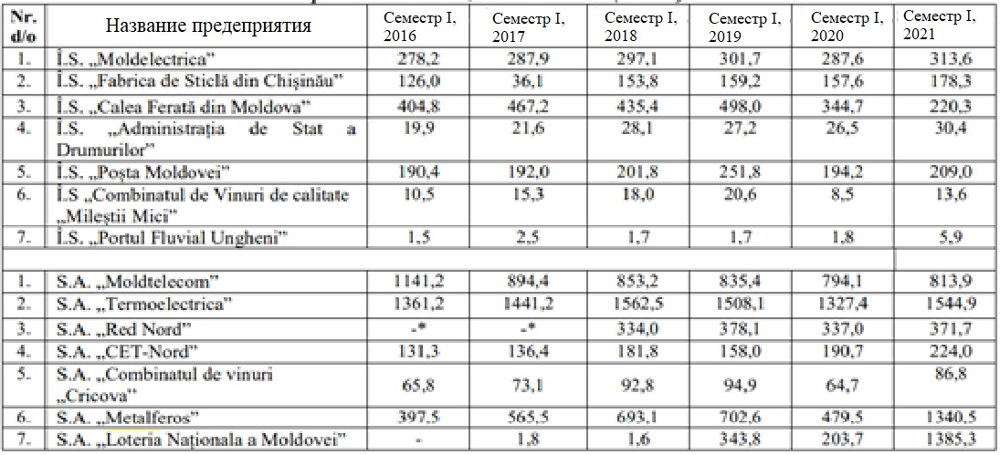 Nr. d/o Название предеприятия Семестр I, 2016 Семестр I, 2017 Семестр I, 2018 Семестр I, 2019 Семестр I, 2020 Семестр I, 2021
1. Î.S. „Moldelectrica” 278,2 287,9 297,1 301,7 287,6 313,6
2. Î.S. „Fabrica de Sticlă din Chișinău” 126,0 36,1 153,8 159,2 157,6 178,3
3. Î.S. „Calea Ferată din Moldova” 404,8 467,2 435,4 498,0 344,7 220,3
4. Î.S. „Administrația de Stat a 19,9 21,6 28,1 27,2 26,5 30,4
Drumurilor”
5. Î.S. „Poșta Moldovei” 190,4 192,0 201,8 251,8 194,2 209,0
6. Î.S „Combinatul de Vinuri de calitate 10,5 15,3 18,0 20,6 8,5 13,6
„Mileștii Mici”
7. Î.S. „Portul Fluvial Ungheni” 1,5 2,5 1,7 1,7 1,8 5,9
1. S.A. „Moldtelecom” 1141,2 894,4 853,2 835,4 794,1 813,9
2. S.A. „Termoelectrica” 1361,2 1441,2 1562,5 1508,1 1327,4 1544,9
3. S.A. „Red Nord” -* -* 334,0 378,1 337,0 371,7
4. S.A. „CET-Nord” 131,3 136,4 181,8 158,0 190,7 224,0
5. S.A. „Combinatul de vinuri 65,8 73,1 92,8 94,9 64,7 86,8
„Cricova”
6. S.A. „Metalferos” 397,5 565,5 693,1 702,6 479,5 1340,5
7. S.A. „Loteria Naționala a Moldovei” - 1,8 1,6 343,8 203,7 1385,3